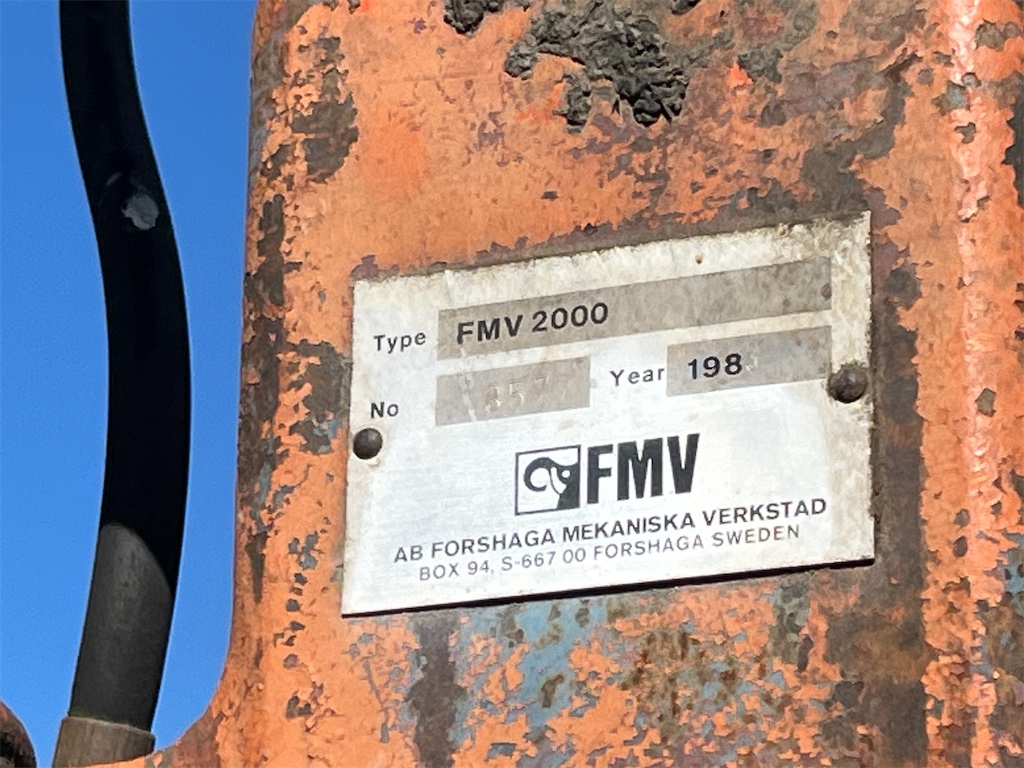 Type FMV 2000
No Year 198
FMV
AB FORSHAGA MEKANISKA VERKSTAD
BOX 94, S-667 00 FORSHAGA SWEDEN